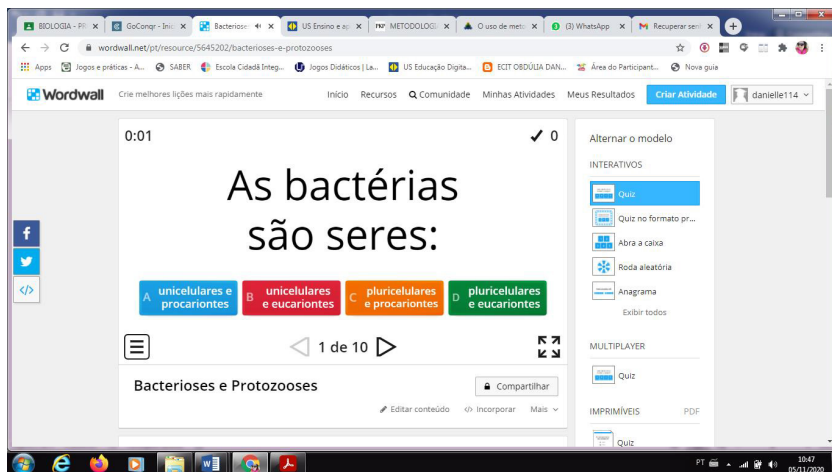 BIOLOGIA - PR
GoConqr - Inic
Bacterioses
US Ensino e ap
METODOLOGI
O uso de meto
(3) WhatsApp
Recuperar sen
wordwall.net/pt/resource/5645202/bacterioses-e-protozooses
Apps
Jogos e práticas - A...
SABER
Escola Cidadã Integ...
Jogos Didáticos | La...
US Educação Digita...
ECIT OBDÚLIA DAN...
Área do Participant...
Nova guia
Wordwall
Crie melhores lições mais rapidamente
Início
Recursos
Comunidade
Minhas Atividades
Meus Resultados
Criar Atividade
danielle114
0:01
0
As bactérias
são seres:
A unicelulares e
procariontes
B unicelulares
e eucariontes
C pluricelulares
e procariontes
D pluricelulares
e eucariontes
1 de 10
Bacterioses e Protozooses
Compartilhar
Editar conteúdo
Incorporar
Mais
Alternar o modelo
INTERATIVOS
Quiz
Quiz no formato pr...
Abra a caixa
Roda aleatória
Anagrama
Exibir todos
MULTIPLAYER
Quiz
IMPRIMÍVEIS PDF
Quiz
PT
10:47
05/11/2020